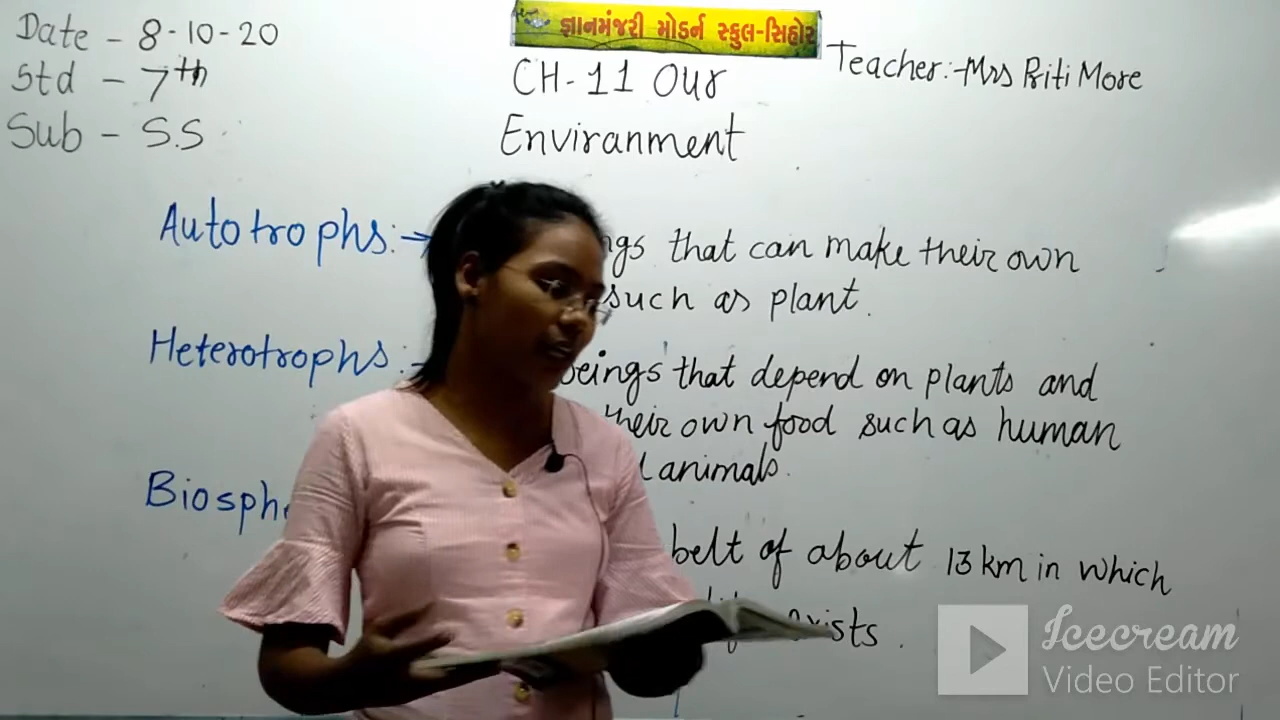 Date - 8-10-20
Std - 7th
Sub - S.S
જ્ઞાનમંજરી મોડર્ન સ્કુલ-સિહોર
CH-11 Our
Enviranment
Teacher:-Mrs Priti More
Autotrophs:→
that can make their own
such as plant.
Heterotrophs:-
beings that depend on plants and
their own food such as human
animals.
belt of about 13 km in which
exists.
Icecream
Video Editor